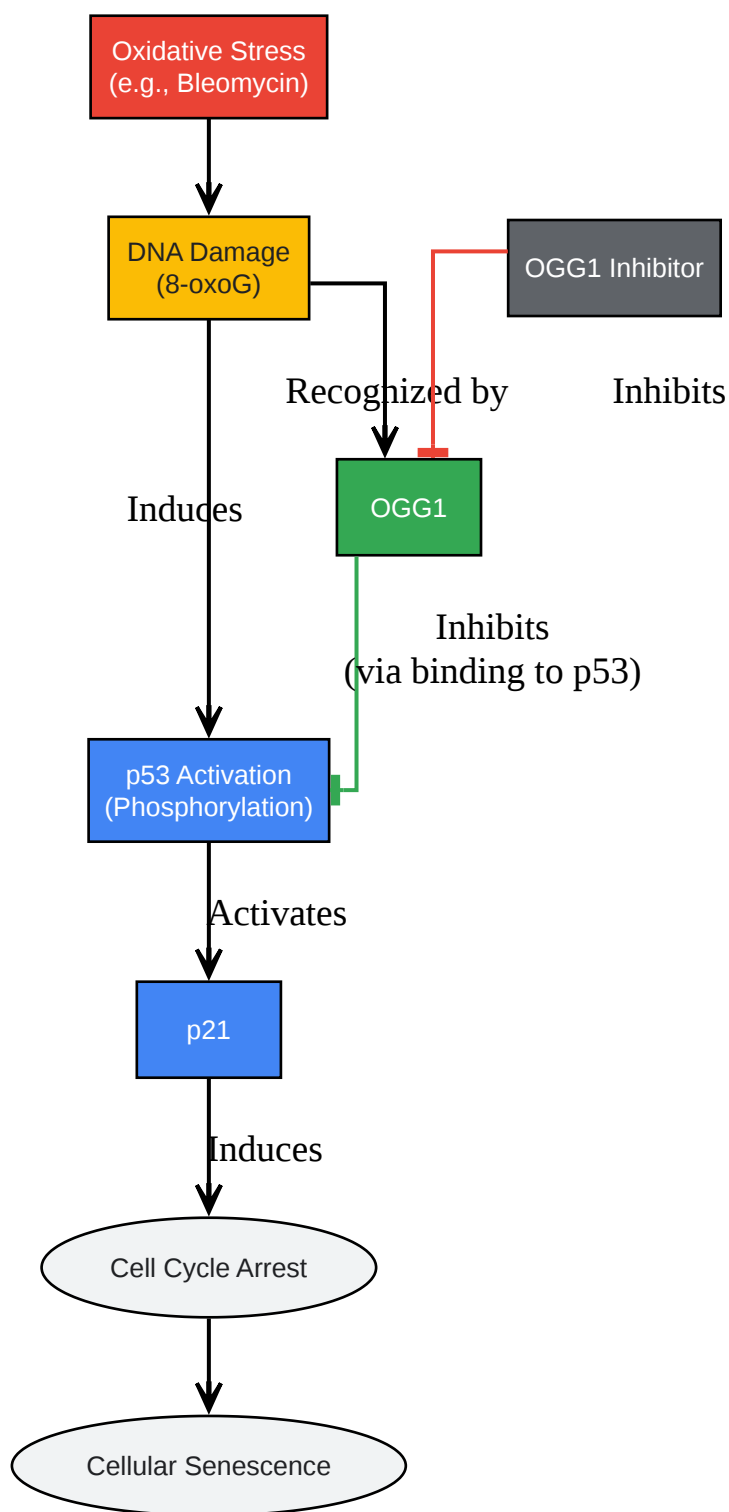 Oxidative Stress
(e.g., Bleomycin)
DNA Damage
(8-oxoG)
OGG1 Inhibitor
Recognized by
Inhibits
OGG1
Induces
Inhibits
(via binding to p53)
p53 Activation
(Phosphorylation)
Activates
p21
Induces
Cell Cycle Arrest
Cellular Senescence